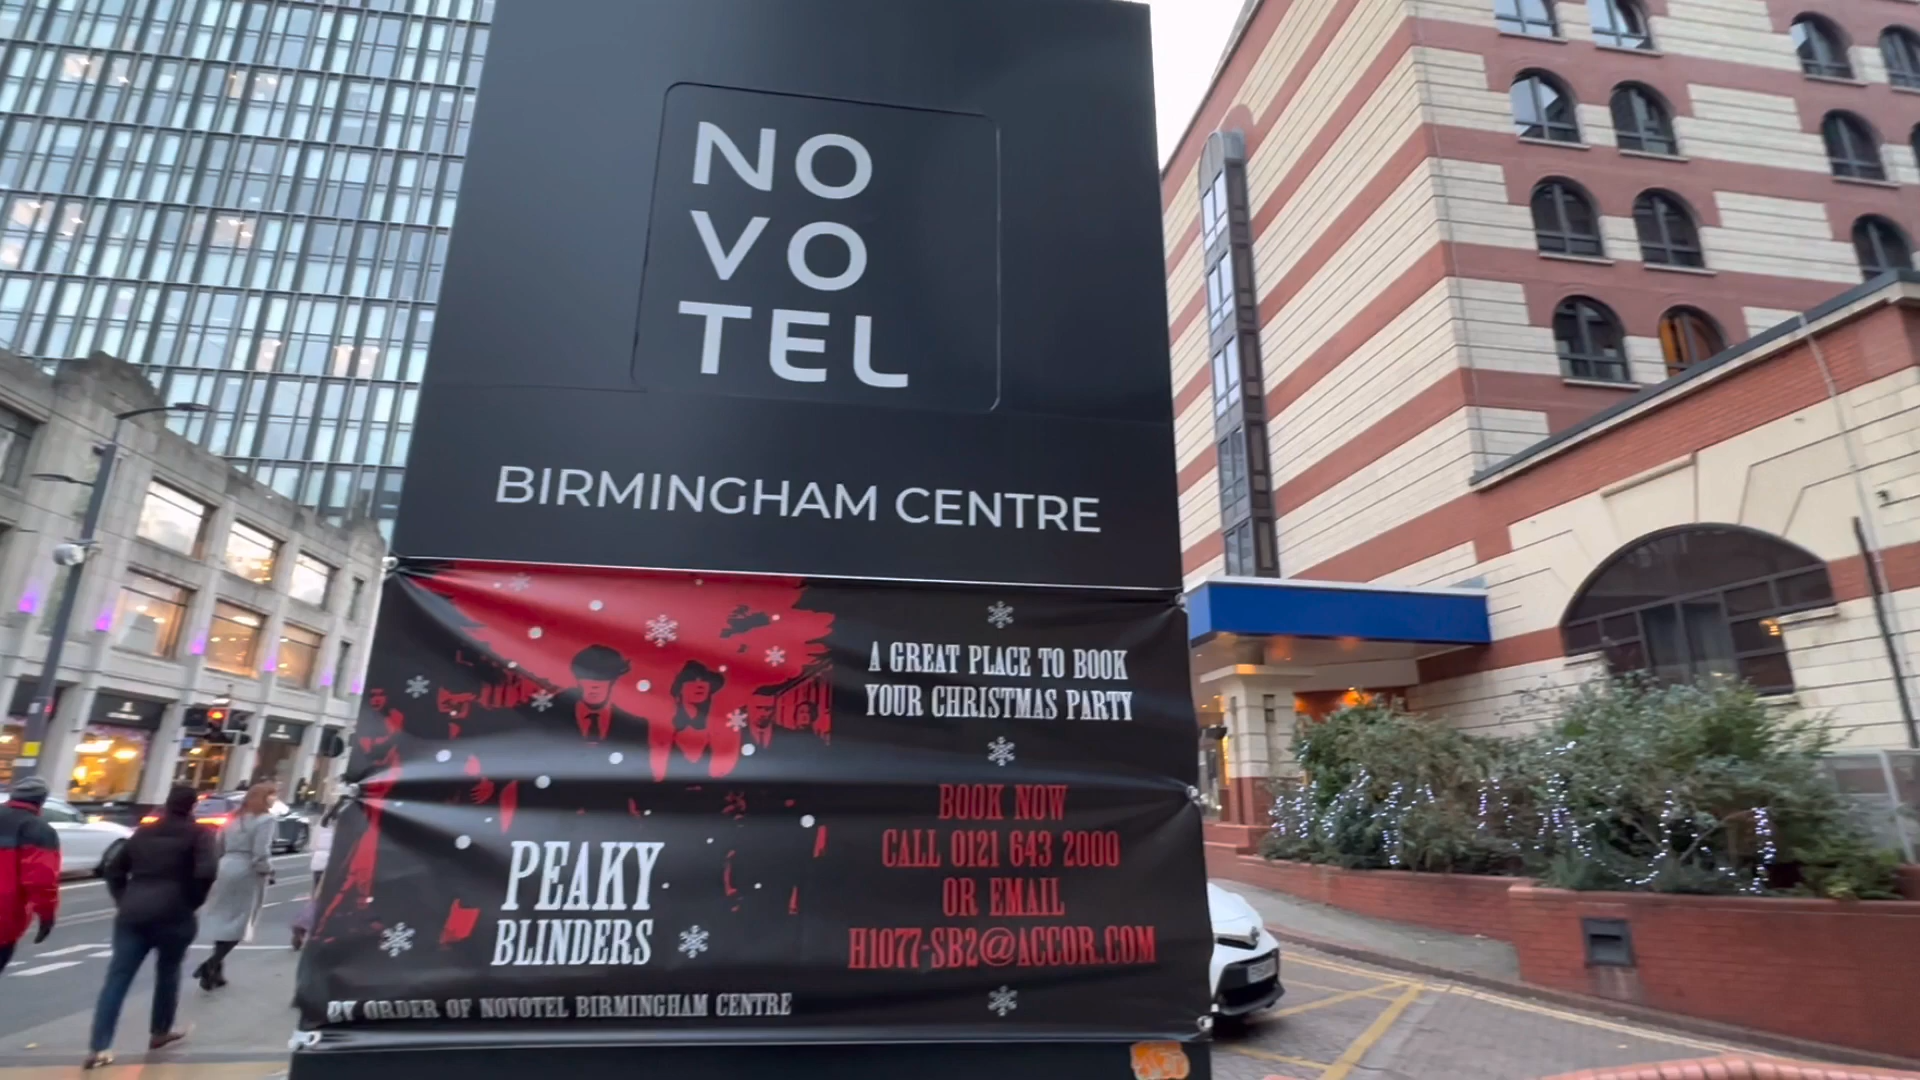 NO
VO
TEL
BIRMINGHAM CENTRE
A GREAT PLACE TO BOOK
YOUR CHRISTMAS PARTY
BOOK NOW
CALL 0121 643 2000
OR EMAIL
H1077-SB2@ACCOR.COM
PEAKY
BLINDERS
BY ORDER OF NOVOTEL BIRMINGHAM CENTRE